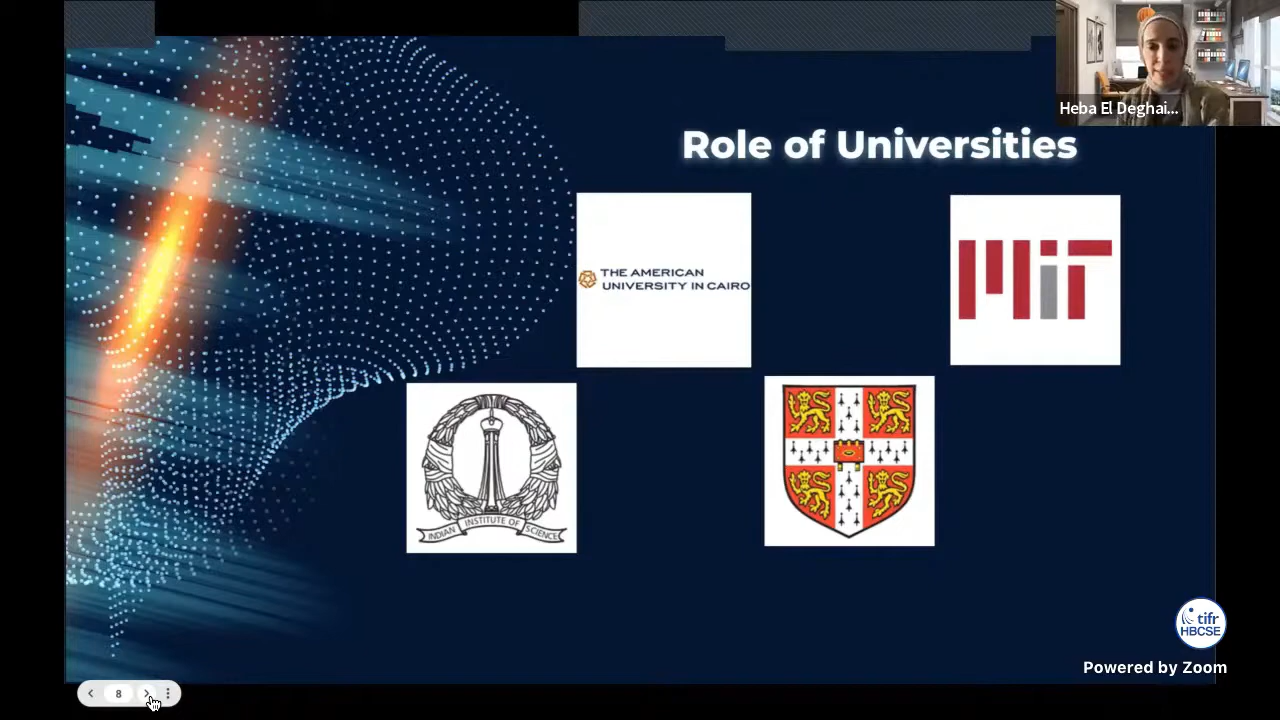 Heba El Deghai...
Role of Universities
THE AMERICAN
UNIVERSITY IN CAIRO
MiT
INDIAN INSTITUTE OF SCIENCE
tifr
HBCSE
Powered by Zoom
8